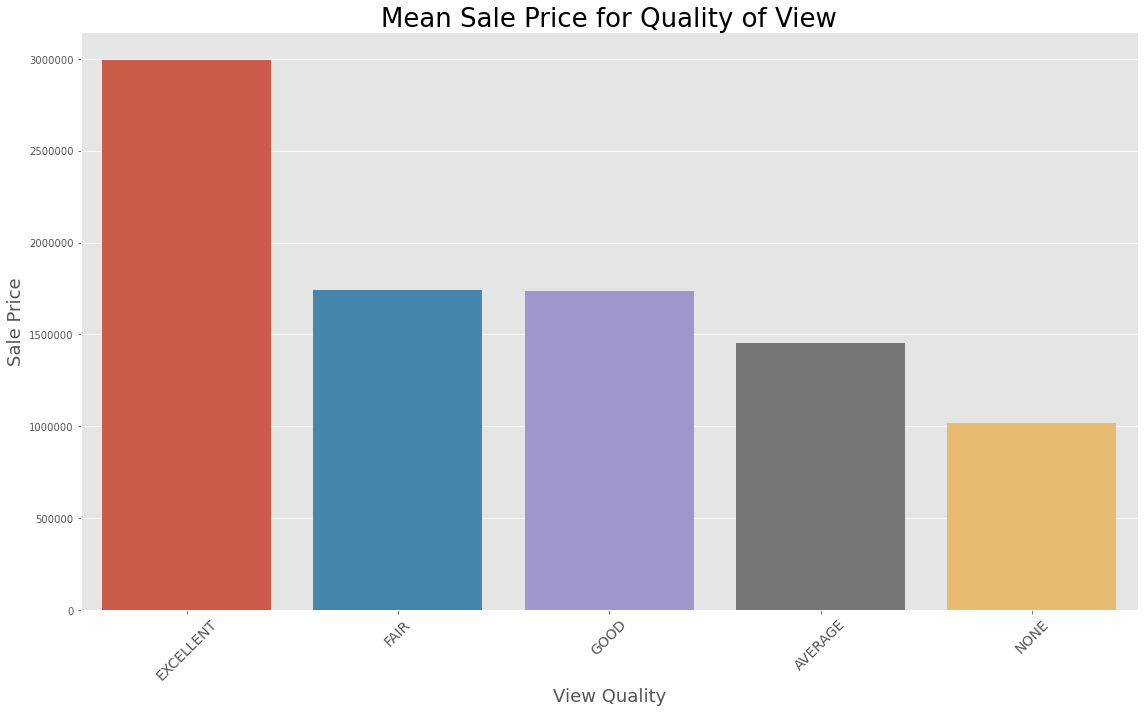 Mean Sale Price for Quality of View
3000000
2500000
2000000
1500000
1000000
500000
0
Sale Price
EXCELLENT
FAIR
GOOD
AVERAGE
NONE
View Quality